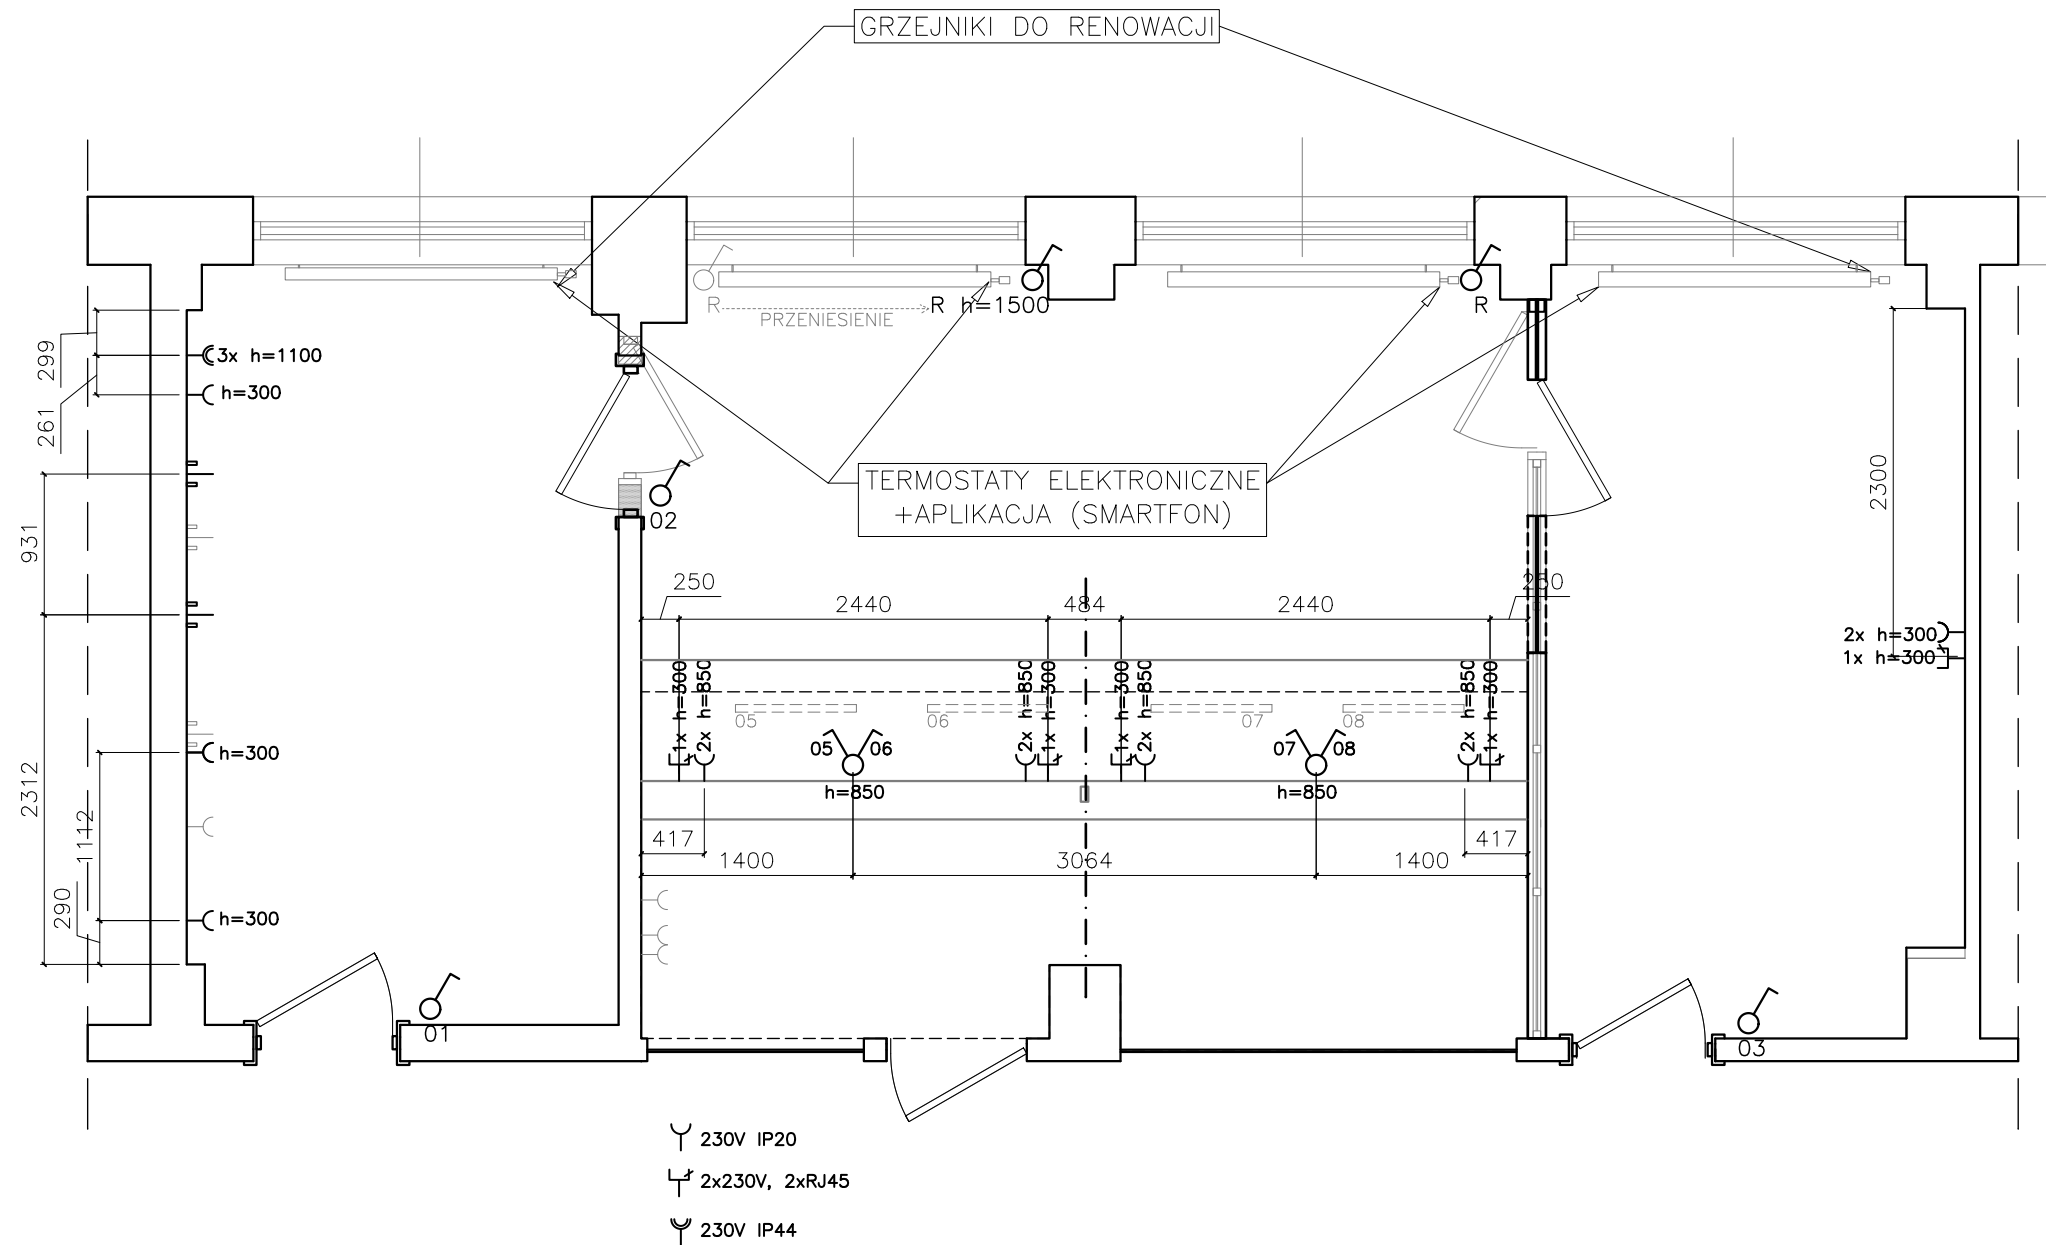 GRZEJNIKI DO RENOWACJI
R
R h=1500
PRZENIESIENIE
R
299
3x h=1100
h=300
261
TERMOSTATY ELEKTRONICZNE
+APLIKACJA (SMARTFON)
2300
02
931
250
2440
484
2440
250
2x h=300
1x h=300
1x h=300
2x h=850
2x h=850
1x h=300
1x h=300
2x h=850
2x h=850
1x h=300
05
06
07
08
05
06
07
08
h=300
h=850
h=850
2312
1112
417
417
1400
3064
1400
290
h=300
01
03
230V IP20
2x230V, 2xRJ45
230V IP44